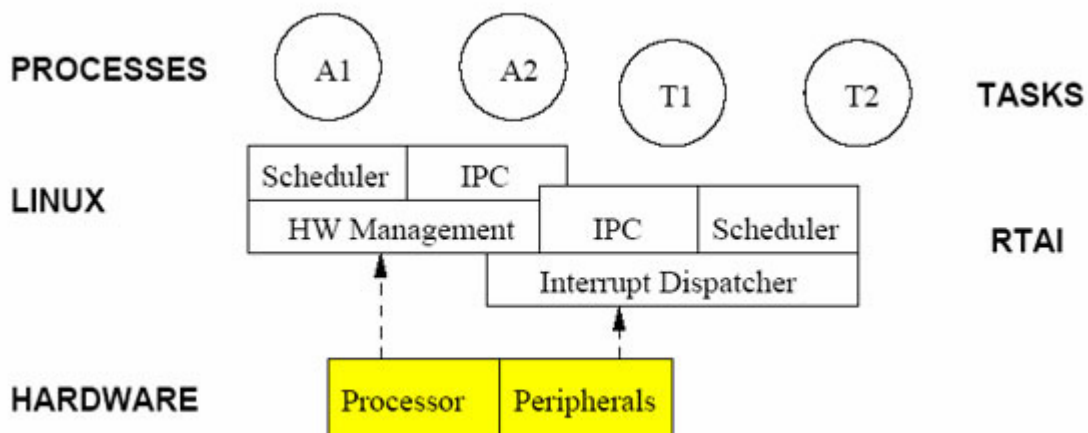 PROCESSES
A1
A2
T1
T2
TASKS
Scheduler
IPC
LINUX
HW Management
IPC
Scheduler
RTAI
Interrupt Dispatcher
HARDWARE
Processor
Peripherals